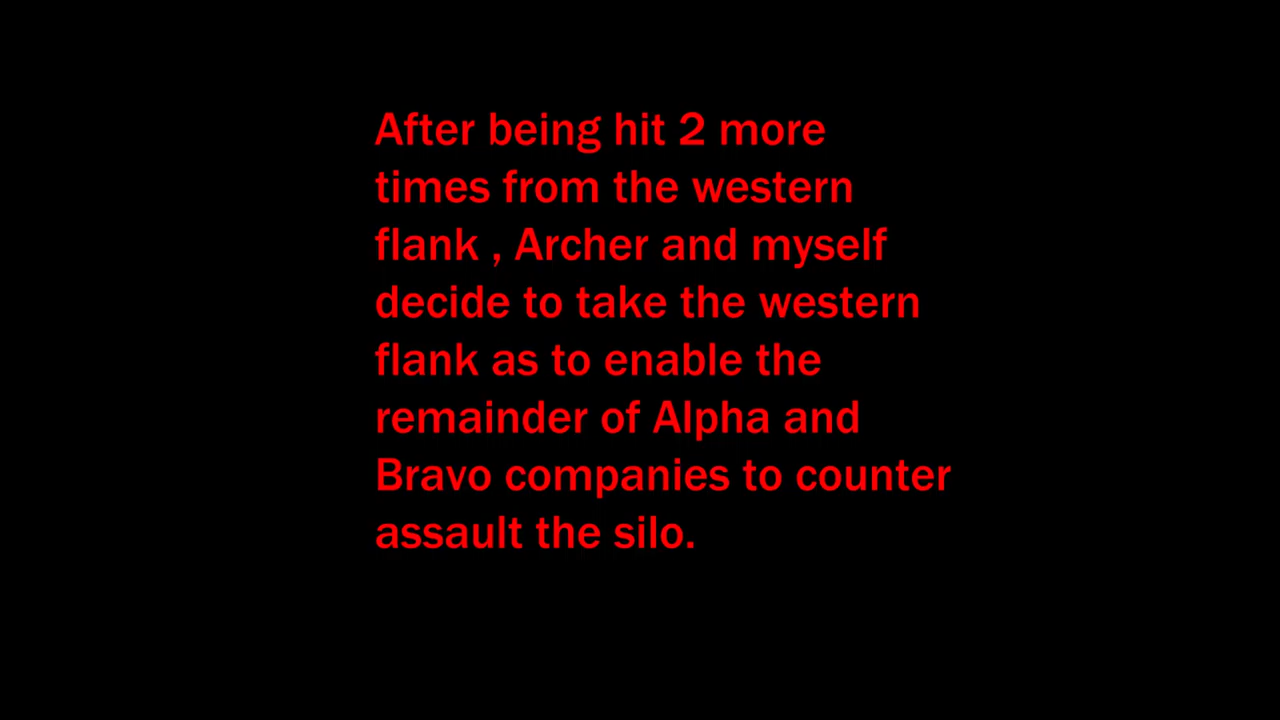 After being hit 2 more
times from the western
flank , Archer and myself
decide to take the western
flank as to enable the
remainder of Alpha and
Bravo companies to counter
assault the silo.